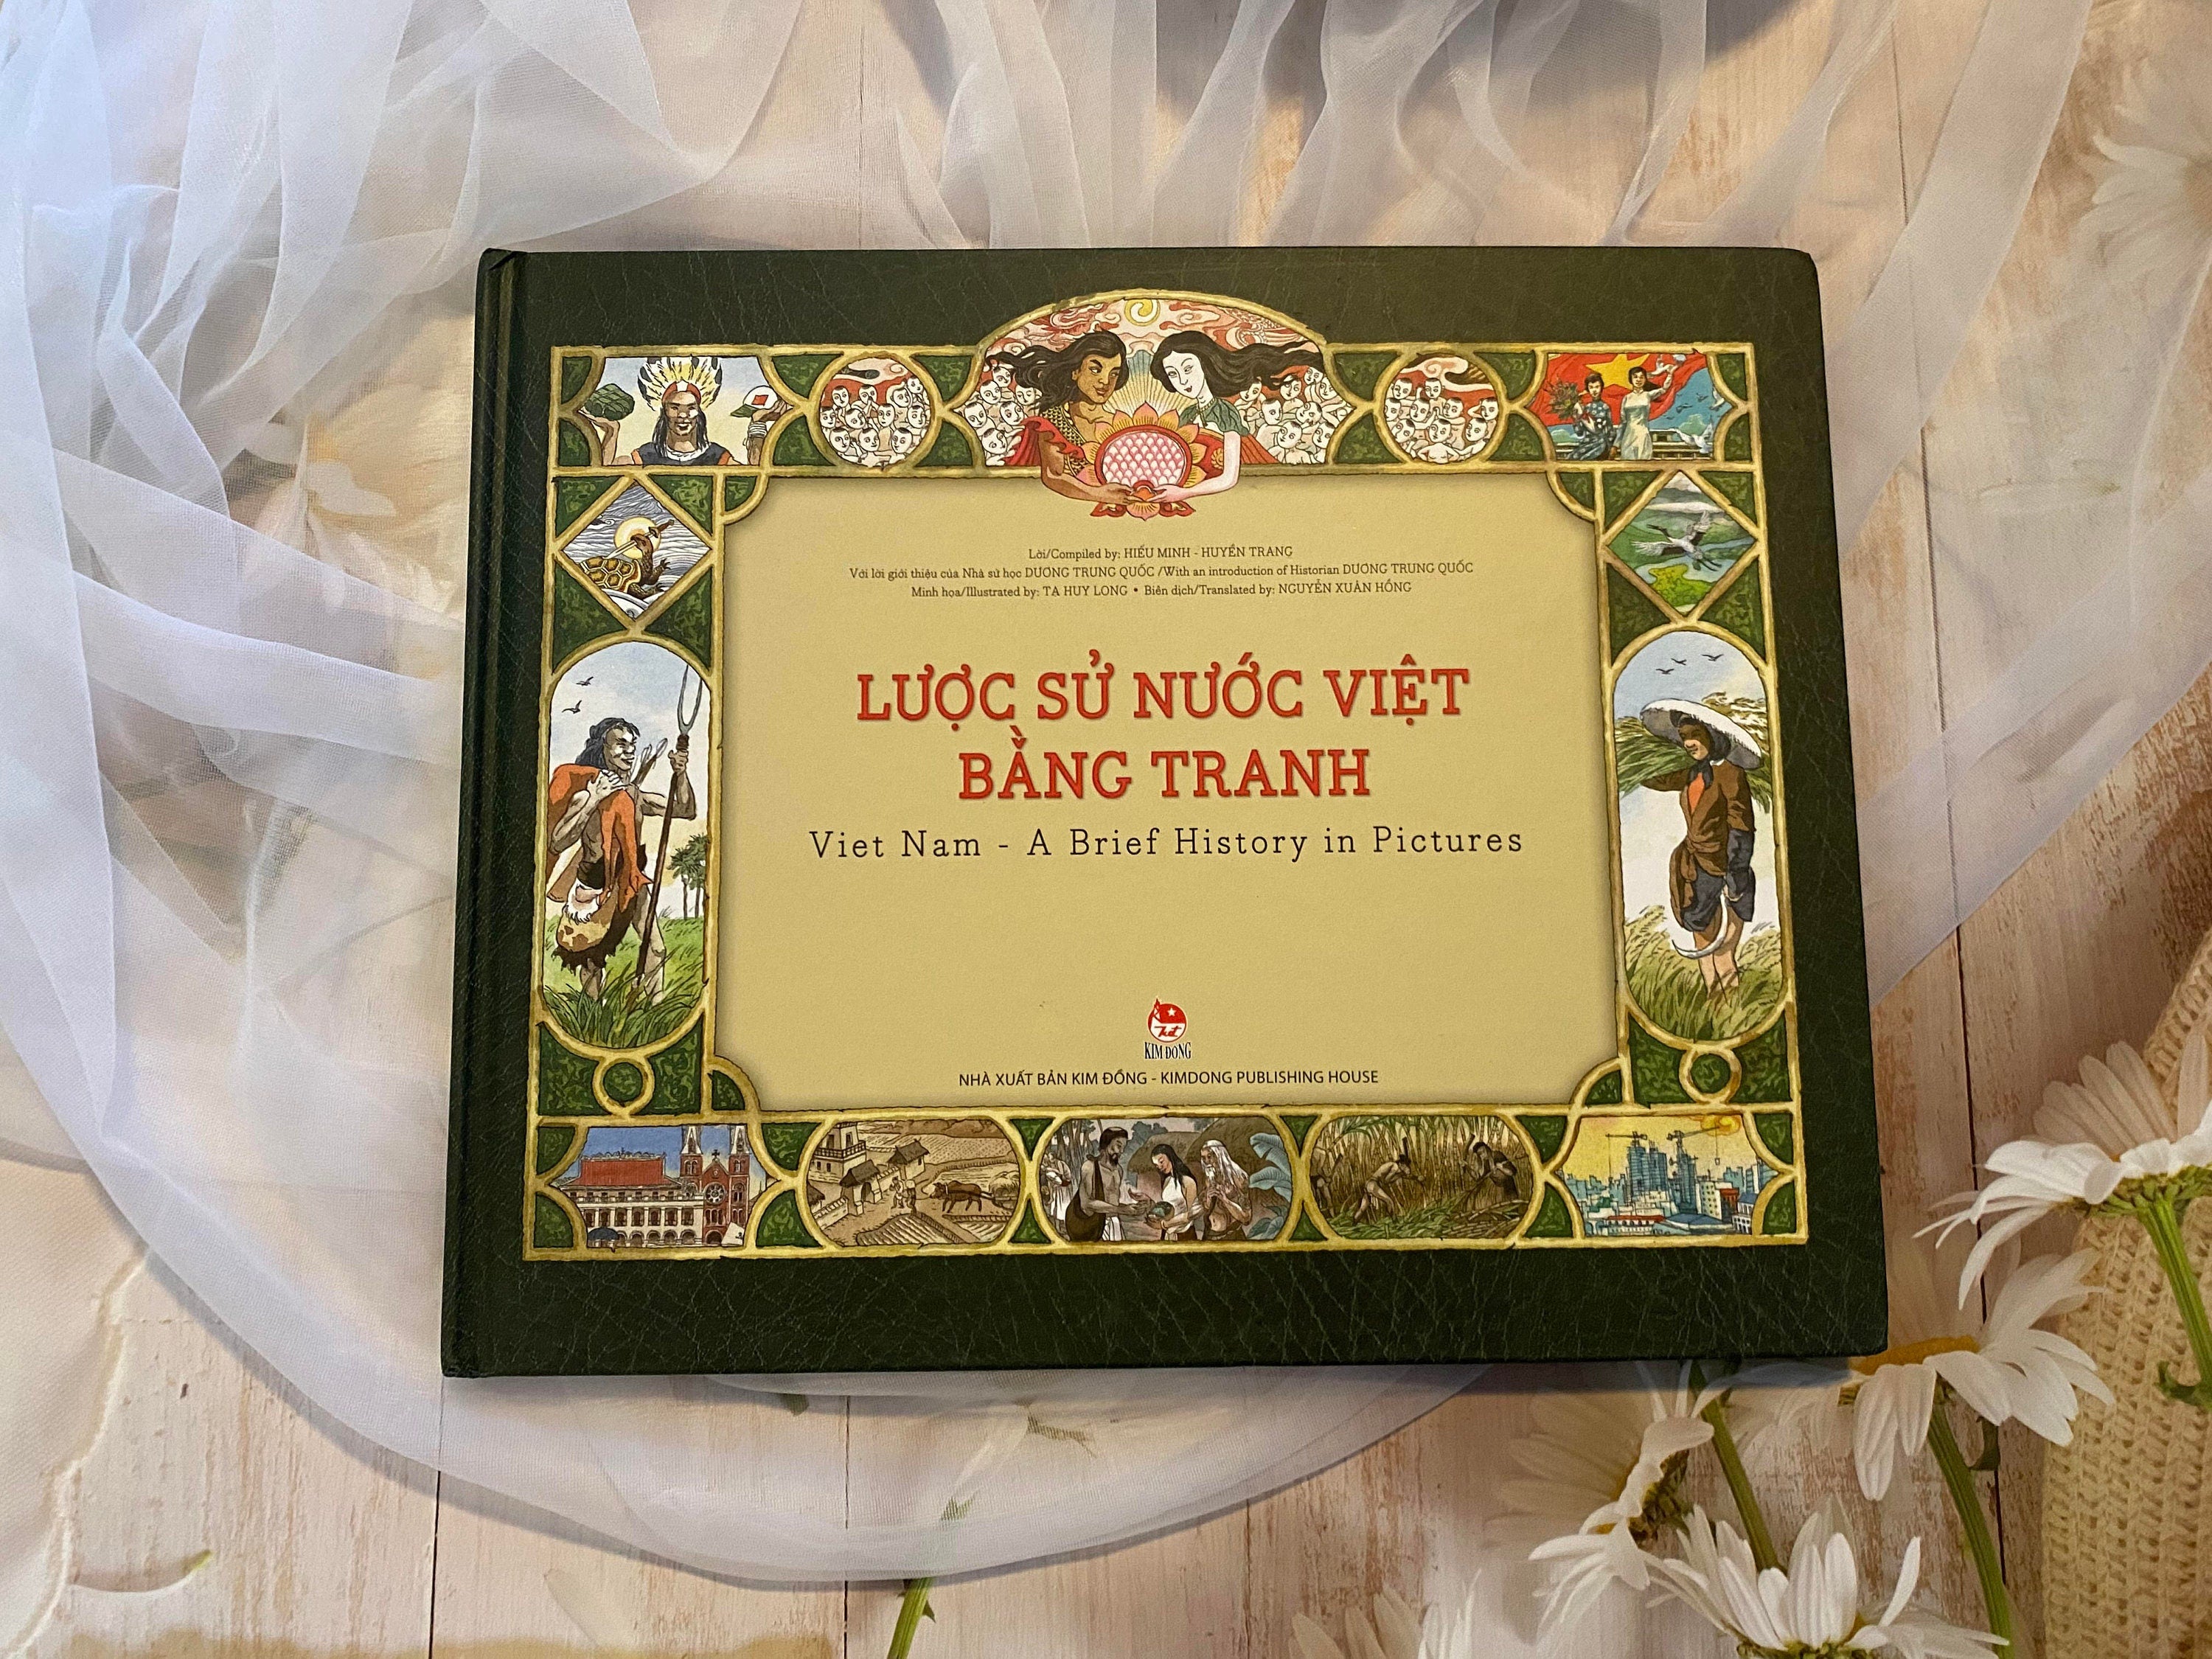 Lời/Compiled by: HIẾU MINH - HUYỀN TRANG
Với lời giới thiệu của Nhà sử học DƯƠNG TRUNG QUỐC /With an introduction of Historian DƯƠNG TRUNG QUỐC
Minh họa/Illustrated by: TẠ HUY LONG • Biên dịch/Translated by: NGUYỄN XUÂN HỒNG
LƯỢC SỬ NƯỚC VIỆT
BẰNG TRANH
Viet Nam - A Brief History in Pictures
KIM ĐỒNG
NHÀ XUẤT BẢN KIM ĐỒNG - KIMDONG PUBLISHING HOUSE